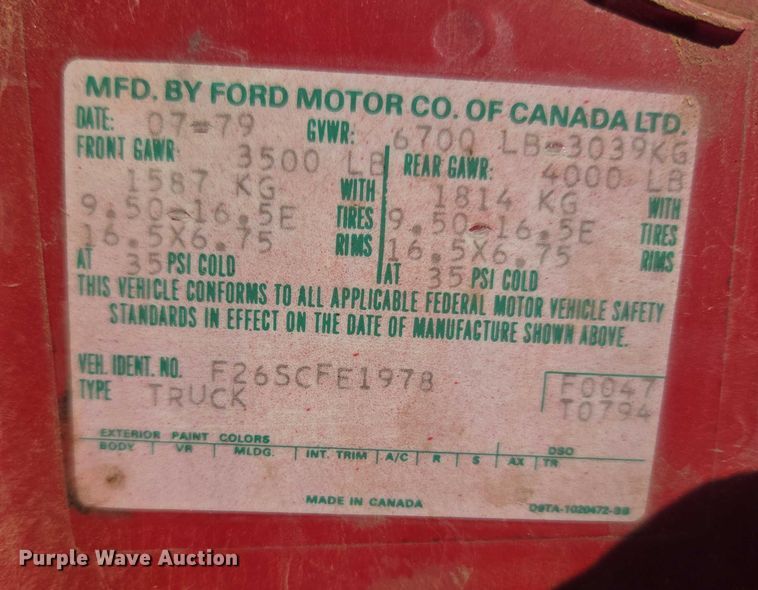 MFD. BY FORD MOTOR CO. OF CANADA LTD.
DATE: 07-79 GVWR: 6700 LB-3039KG
FRONT GAWR: 3500 LB REAR GAWR: 4000 LB
1587 KG WITH 1814 KG WITH
9.50-16.5E TIRES 9.50-16.5E TIRES
16.5X6.75 RIMS 16.5X6.75 RIMS
AT 35 PSI COLD AT 35 PSI COLD
THIS VEHICLE CONFORMS TO ALL APPLICABLE FEDERAL MOTOR VEHICLE SAFETY
STANDARDS IN EFFECT ON THE DATE OF MANUFACTURE SHOWN ABOVE.
VEH. IDENT. NO. F26SCFE1978 F0047
TYPE TRUCK T0794
EXTERIOR PAINT COLORS DSO
BODY VR MLDG. INT. TRIM A/C R S AX TR
MADE IN CANADA D9TA-1020472-BB
Purple Wave Auction